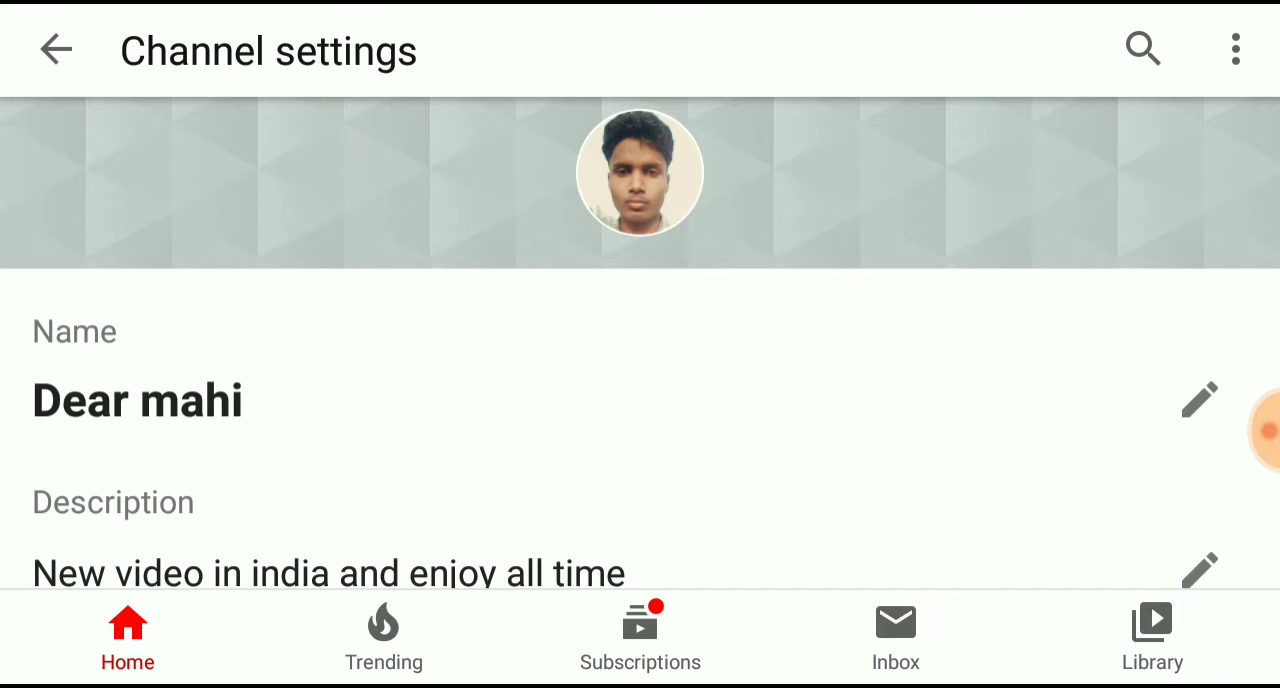 Channel settings
Name
Dear mahi
Description
New video in india and enjoy all time
Home
Trending
Subscriptions
Inbox
Library